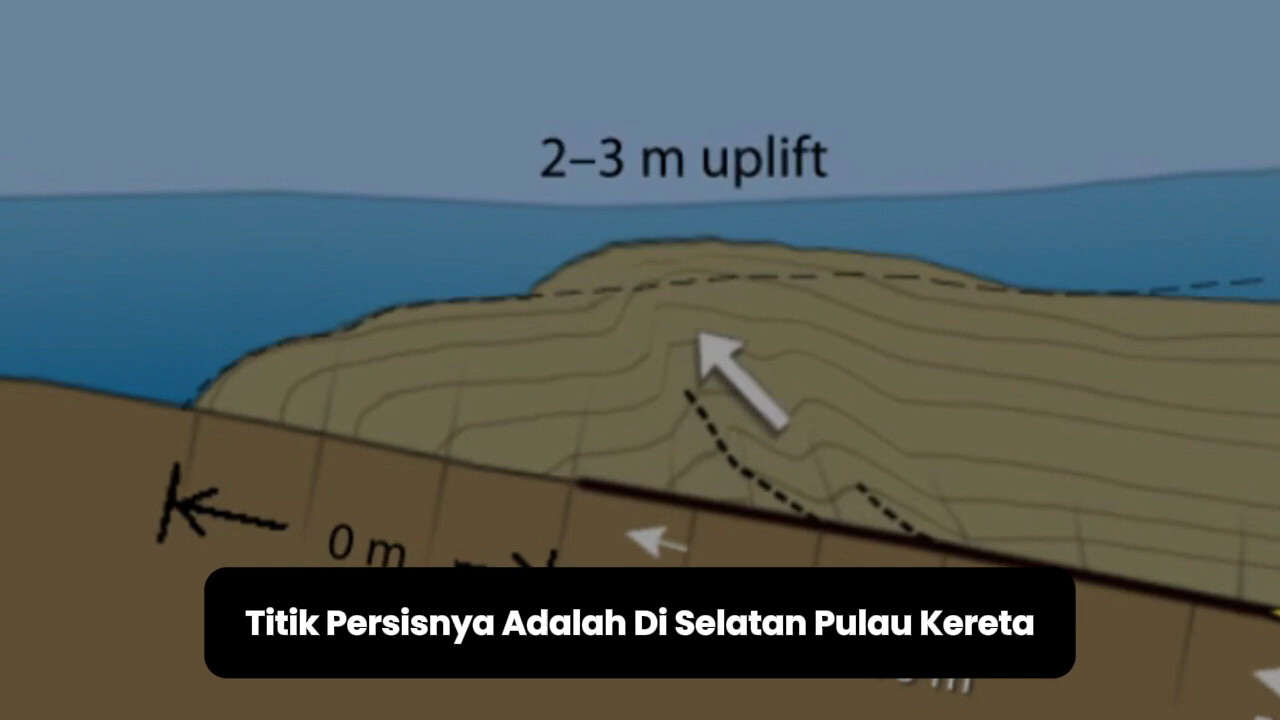 2–3 m uplift
0 m
Titik Persisnya Adalah Di Selatan Pulau Kereta